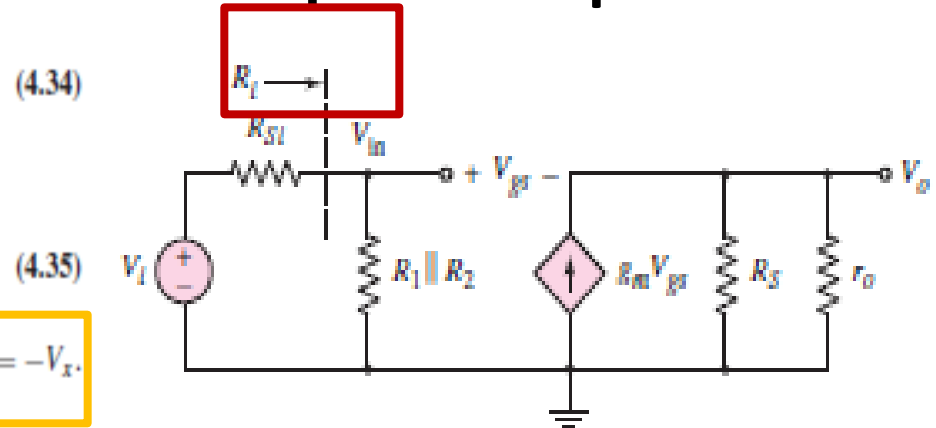 (4.34)
Rᵢ
R_Si V_in
+ V_gs − V_o
(4.35) Vᵢ + − R₁ ∥ R₂ g_m V_gs R_S r_o
= −Vₓ.